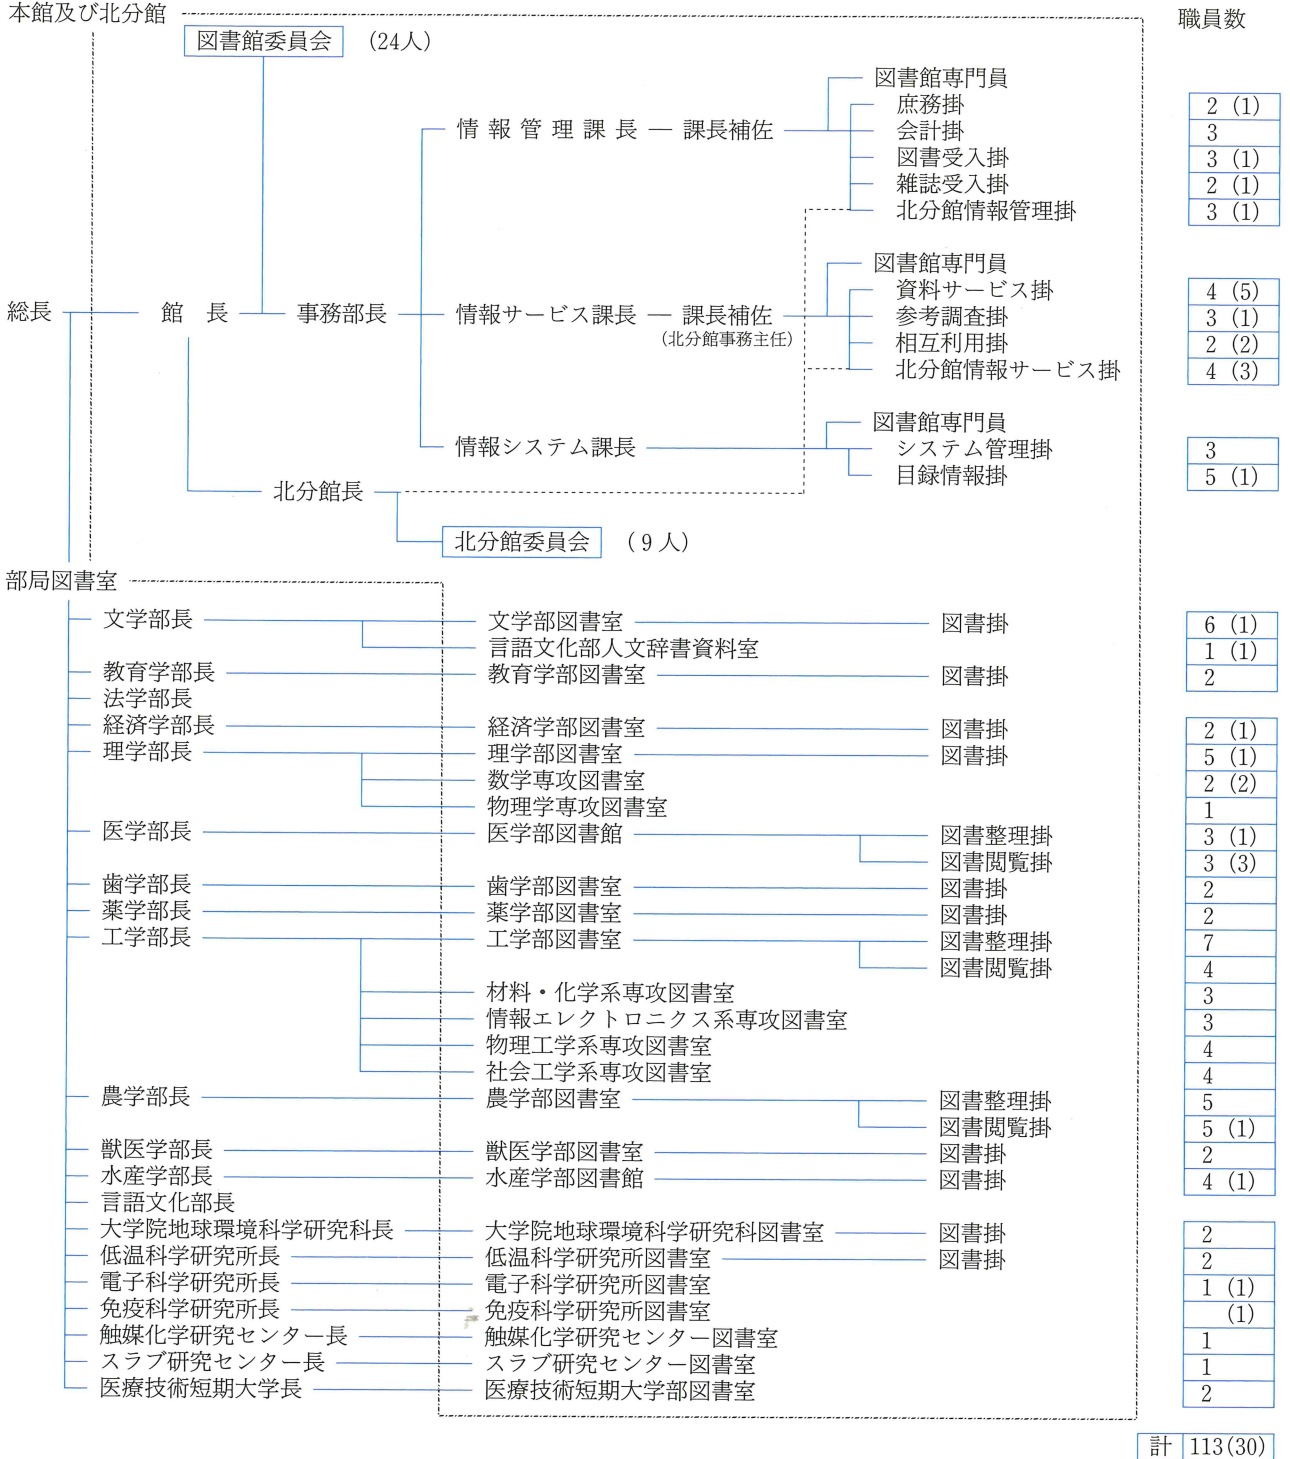 本館及び北分館 職員数
図書館委員会 (24人)
図書館専門員
庶務掛 2 (1)
情報管理課長 課長補佐 会計掛 3
図書受入掛 3 (1)
雑誌受入掛 2 (1)
北分館情報管理掛 3 (1)
図書館専門員
資料サービス掛 4 (5)
総長 館長 事務部長 情報サービス課長 課長補佐 参考調査掛 3 (1)
(北分館事務主任) 相互利用掛 2 (2)
北分館情報サービス掛 4 (3)
図書館専門員
情報システム課長 システム管理掛 3
目録情報掛 5 (1)
北分館長
北分館委員会 (9人)
部局図書室
文学部長 文学部図書室 図書掛 6 (1)
言語文化部人文辞書資料室 1 (1)
教育学部長 教育学部図書室 図書掛 2
法学部長
経済学部長 経済学部図書室 図書掛 2 (1)
理学部長 理学部図書室 図書掛 5 (1)
数学専攻図書室 2 (2)
物理学専攻図書室 1
医学部長 医学部図書館 図書整理掛 3 (1)
図書閲覧掛 3 (3)
歯学部長 歯学部図書室 図書掛 2
薬学部長 薬学部図書室 図書掛 2
工学部長 工学部図書室 図書整理掛 7
図書閲覧掛 4
材料・化学系専攻図書室 3
情報エレクトロニクス系専攻図書室 3
物理工学系専攻図書室 4
社会工学系専攻図書室 4
農学部長 農学部図書室 図書整理掛 5
図書閲覧掛 5 (1)
獣医学部長 獣医学部図書室 図書掛 2
水産学部長 水産学部図書館 図書掛 4 (1)
言語文化部長
大学院地球環境科学研究科長 大学院地球環境科学研究科図書室 図書掛 2
低温科学研究所長 低温科学研究所図書室 図書掛 2
電子科学研究所長 電子科学研究所図書室 1 (1)
免疫科学研究所長 免疫科学研究所図書室 (1)
触媒化学研究センター長 触媒化学研究センター図書室 1
スラブ研究センター長 スラブ研究センター図書室 1
医療技術短期大学長 医療技術短期大学部図書室 2
計 113(30)